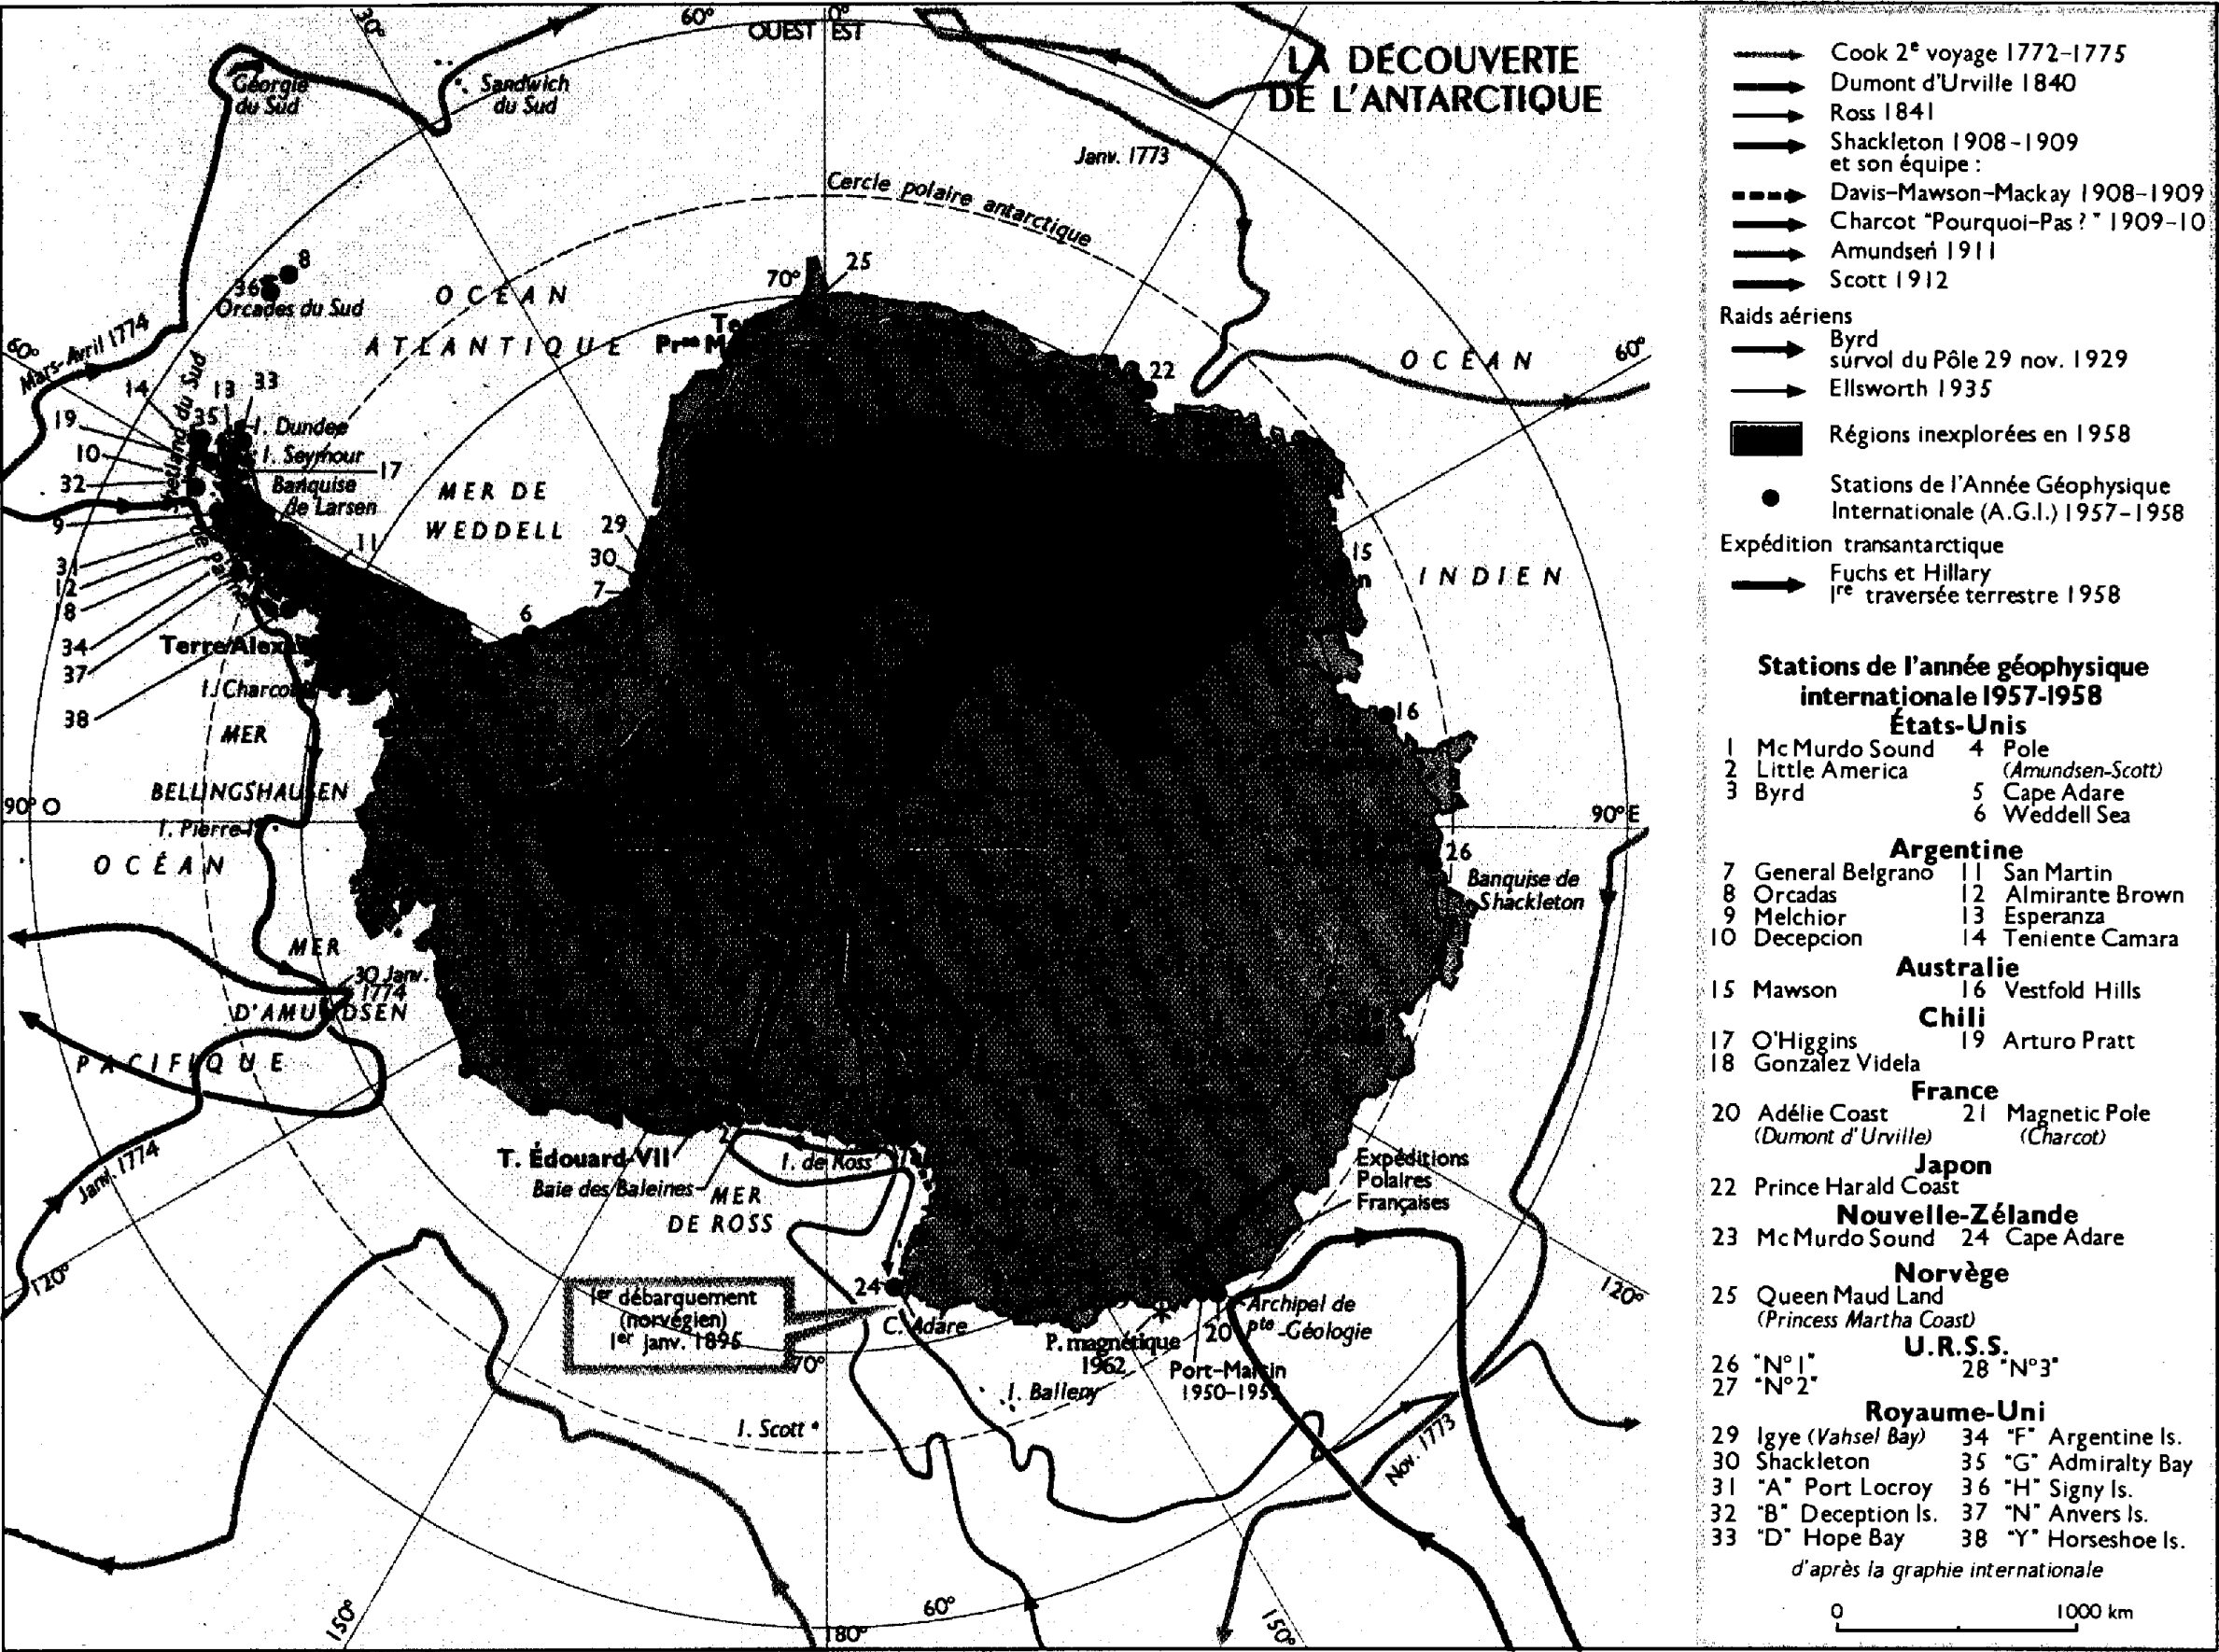 LA DÉCOUVERTE
DE L'ANTARCTIQUE
30°
60°
0°
OUEST EST
Géorgie
du Sud
Sandwich
du Sud
Janv. 1773
Cercle polaire antarctique
8
36
Orcades du Sud
70°
25
OCÉAN
ATLANTIQUE
60°
Mars-Avril 1774
22
OCÉAN
60°
14
13
33
du Sud
19
35
I. Dundee
10
I. Seymour
17
32
Banquise
de Larsen
MER DE
WEDDELL
9
11
29
30
7
6
15
INDIEN
31
12
8
34
37
38
I. Charcot
16
MER
BELLINGSHAUSEN
90° O
I. Pierre-Ier
OCÉAN
90° E
26
Banquise de
Shackleton
MER
30 Janv.
1774
D'AMUNDSEN
PACIFIQUE
Janv. 1774
T. Édouard-VII
I. de Ross
Baie des Baleines
MER
DE ROSS
Expéditions
Polaires
Françaises
120°
120°
24
1er débarquement
(norvégien)
1er janv. 1895
C. Adare
70°
P. magnétique
1962
20
Archipel de
Pte-Géologie
Port-Martin
1950-1952
I. Balleny
I. Scott
Nov. 1773
60°
150°
180°
150°
Cook 2e voyage 1772-1775
Dumont d'Urville 1840
Ross 1841
Shackleton 1908-1909
et son équipe :
Davis-Mawson-Mackay 1908-1909
Charcot "Pourquoi-Pas ?" 1909-10
Amundsen 1911
Scott 1912
Raids aériens
Byrd
survol du Pôle 29 nov. 1929
Ellsworth 1935
Régions inexplorées en 1958
Stations de l'Année Géophysique
Internationale (A.G.I.) 1957-1958
Expédition transantarctique
Fuchs et Hillary
1re traversée terrestre 1958
Stations de l'année géophysique
internationale 1957-1958
États-Unis
1 Mc Murdo Sound 4 Pole
2 Little America (Amundsen-Scott)
3 Byrd 5 Cape Adare
6 Weddell Sea
Argentine
7 General Belgrano 11 San Martin
8 Orcadas 12 Almirante Brown
9 Melchior 13 Esperanza
10 Decepcion 14 Teniente Camara
Australie
15 Mawson 16 Vestfold Hills
Chili
17 O'Higgins 19 Arturo Pratt
18 Gonzalez Videla
France
20 Adélie Coast 21 Magnetic Pole
(Dumont d'Urville) (Charcot)
Japon
22 Prince Harald Coast
Nouvelle-Zélande
23 Mc Murdo Sound 24 Cape Adare
Norvège
25 Queen Maud Land
(Princess Martha Coast)
U.R.S.S.
26 "N°1" 28 "N°3"
27 "N°2"
Royaume-Uni
29 Igye (Vahsel Bay) 34 "F" Argentine Is.
30 Shackleton 35 "G" Admiralty Bay
31 "A" Port Locroy 36 "H" Signy Is.
32 "B" Deception Is. 37 "N" Anvers Is.
33 "D" Hope Bay 38 "Y" Horseshoe Is.
d'après la graphie internationale
0 1000 km